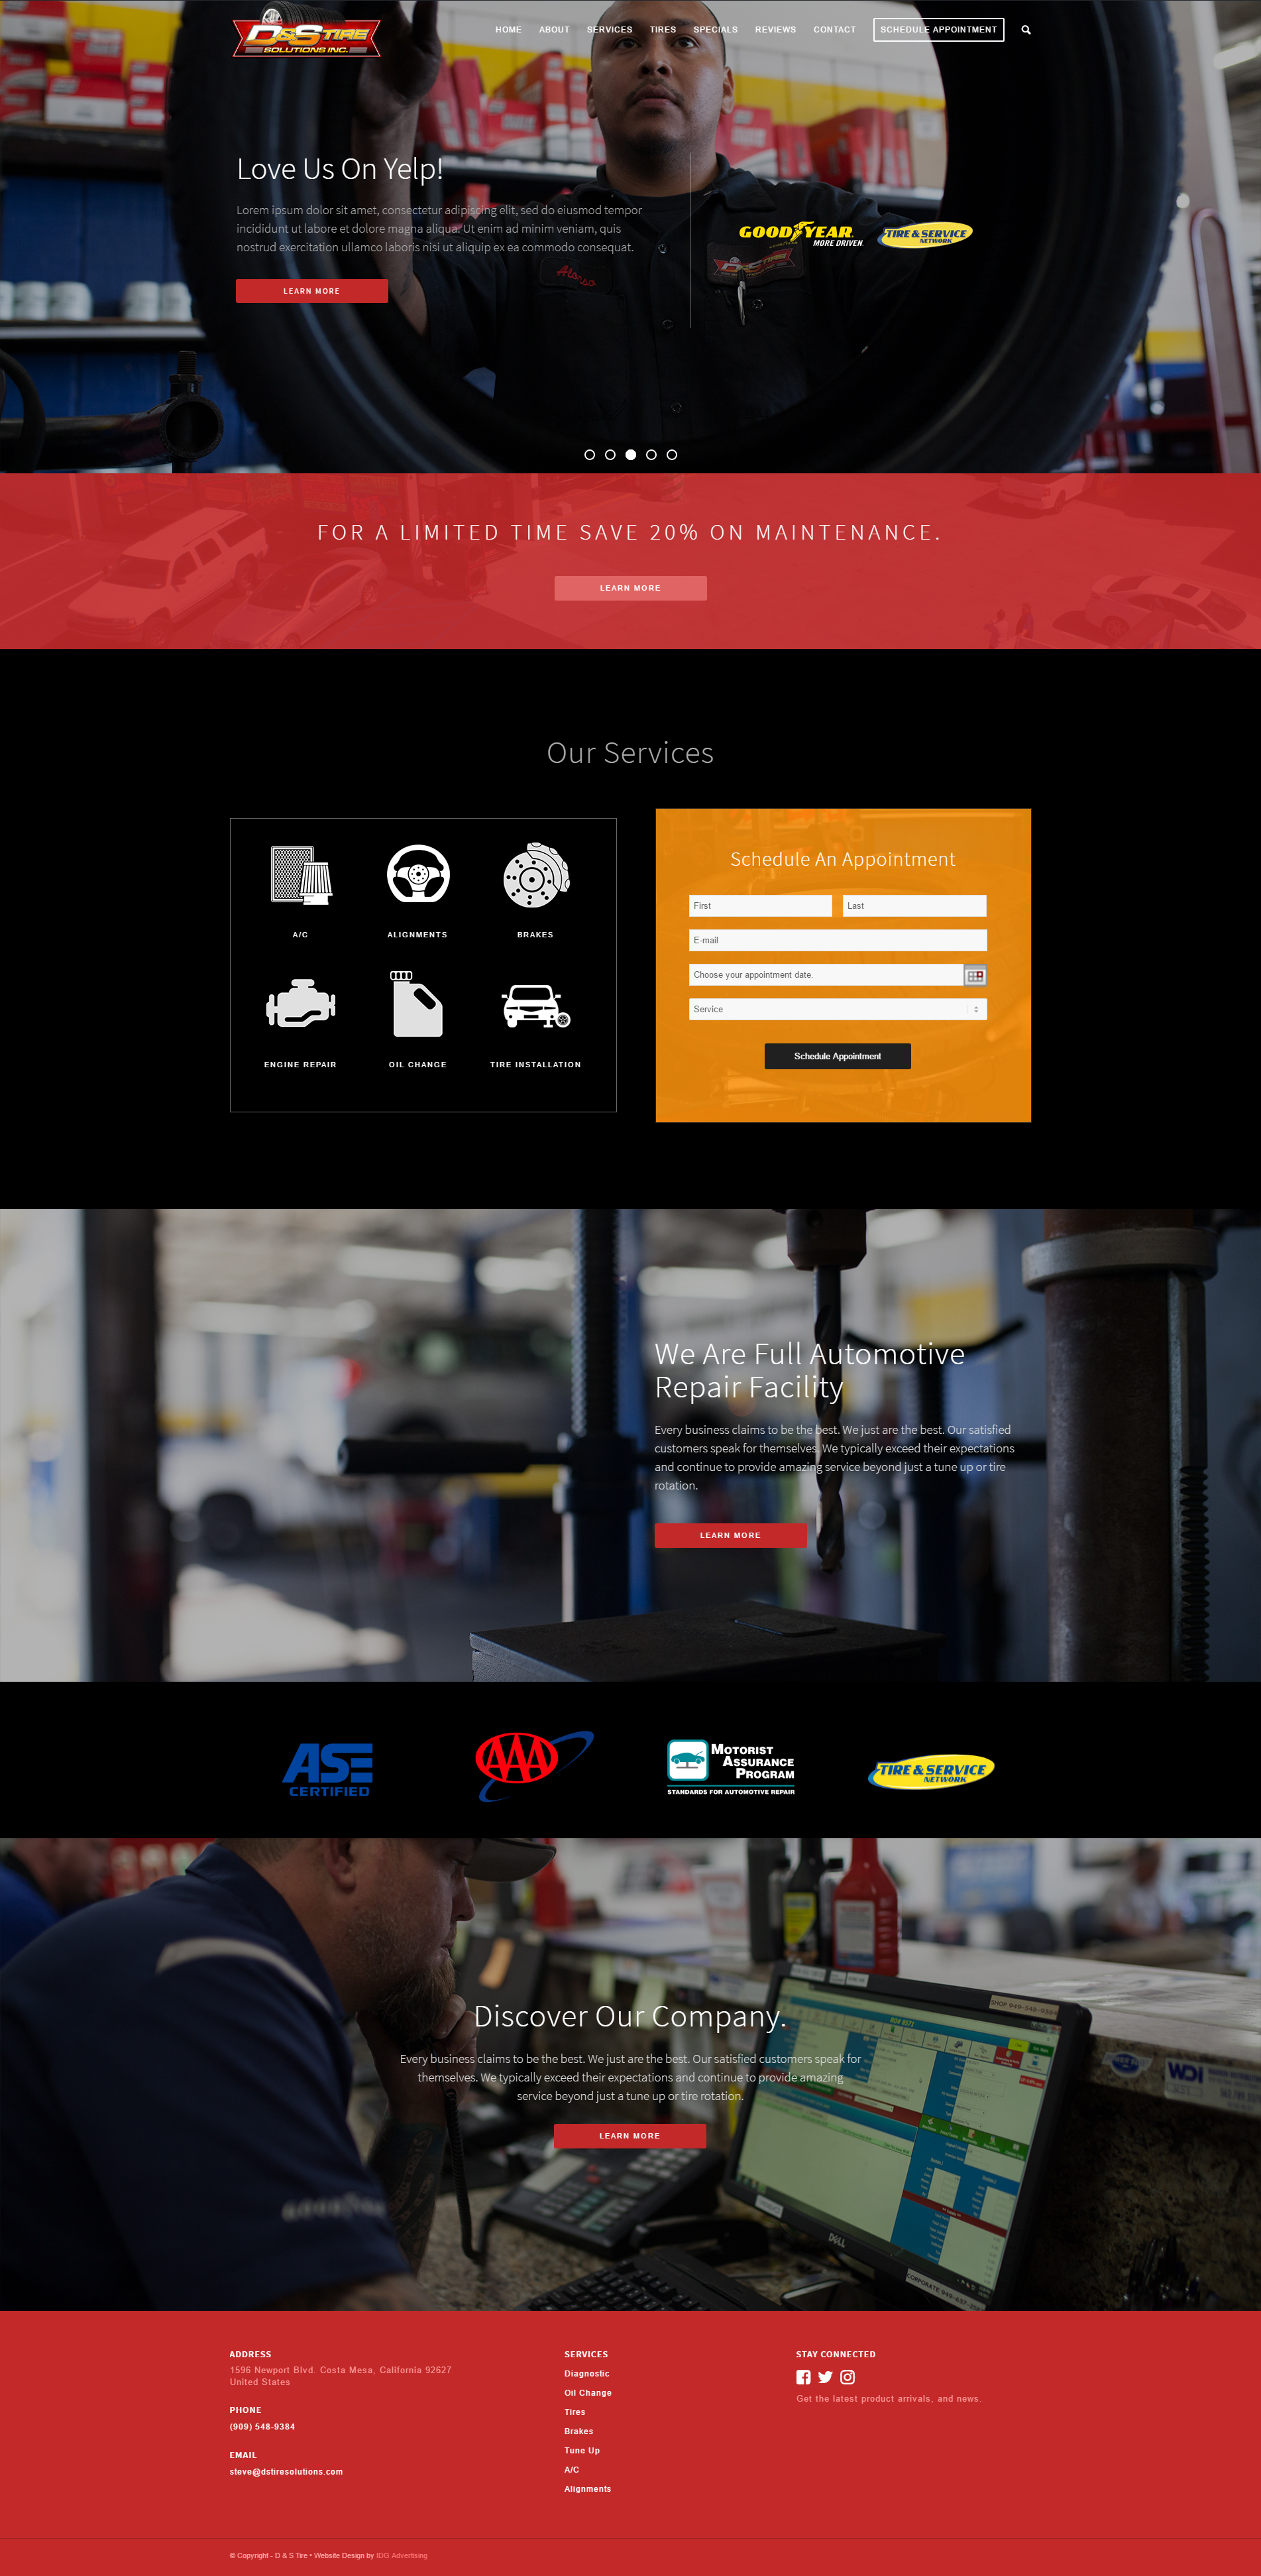 D&S TIRE
SOLUTIONS INC.
HOME ABOUT SERVICES TIRES SPECIALS REVIEWS CONTACT SCHEDULE APPOINTMENT
Love Us On Yelp!
Lorem ipsum dolor sit amet, consectetur adipiscing elit, sed do eiusmod tempor
incididunt ut labore et dolore magna aliqua. Ut enim ad minim veniam, quis
nostrud exercitation ullamco laboris nisi ut aliquip ex ea commodo consequat.
LEARN MORE
GOODYEAR
MORE DRIVEN.
TIRE & SERVICE
NETWORK
Alonso
D&S TIRE
FOR A LIMITED TIME SAVE 20% ON MAINTENANCE.
LEARN MORE
Our Services
A/C ALIGNMENTS BRAKES
ENGINE REPAIR OIL CHANGE TIRE INSTALLATION
Schedule An Appointment
First Last
E-mail
Choose your appointment date.
Service
Schedule Appointment
We Are Full Automotive
Repair Facility
Every business claims to be the best. We just are the best. Our satisfied
customers speak for themselves. We typically exceed their expectations
and continue to provide amazing service beyond just a tune up or tire
rotation.
LEARN MORE
ASE
CERTIFIED
AAA
MOTORIST
ASSURANCE
PROGRAM
STANDARDS FOR AUTOMOTIVE REPAIR
TIRE & SERVICE
NETWORK
Discover Our Company.
Every business claims to be the best. We just are the best. Our satisfied customers speak for
themselves. We typically exceed their expectations and continue to provide amazing
service beyond just a tune up or tire rotation.
LEARN MORE
WDI
DELL
ADDRESS
1596 Newport Blvd. Costa Mesa, California 92627
United States
PHONE
(909) 548-9384
EMAIL
steve@dstiresolutions.com
SERVICES
Diagnostic
Oil Change
Tires
Brakes
Tune Up
A/C
Alignments
STAY CONNECTED
Get the latest product arrivals, and news.
© Copyright - D & S Tire • Website Design by IDG Advertising